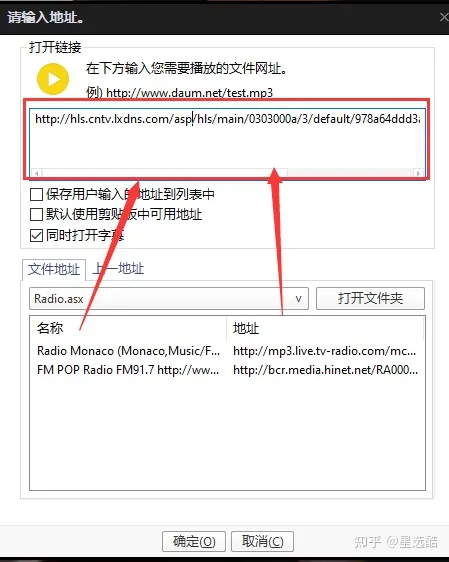 请输入地址。
打开链接
在下方输入您需要播放的文件网址。
例) http://www.daum.net/test.mp3
http://hls.cntv.lxdns.com/asp/hls/main/0303000a/3/default/978a64ddd3a
保存用户输入的地址到列表中
默认使用剪贴板中可用地址
同时打开字幕
文件地址 上一地址
Radio.asx 打开文件夹
名称 地址
Radio Monaco (Monaco,Music/F... http://mp3.live.tv-radio.com/mc...
FM POP Radio FM91.7 http://ww... http://bcr.media.hinet.net/RA000...
确定(O) 取消(C)
知乎 @星选酷